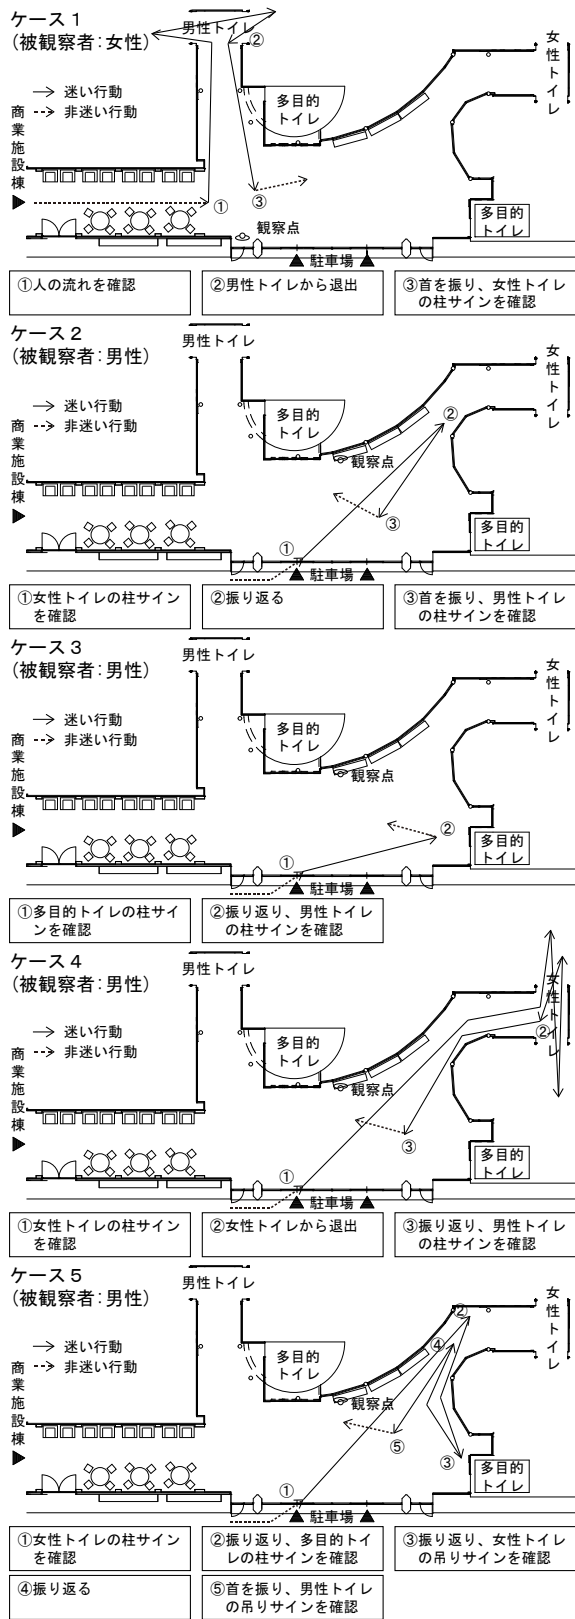 ケース1
(被観察者：女性)
男性トイレ
②
女性トイレ
→ 迷い行動
⇢ 非迷い行動
多目的
トイレ
商業施設棟
①
③
観察点
多目的
トイレ
駐車場
①人の流れを確認
②男性トイレから退出
③首を振り、女性トイレ
の柱サインを確認
ケース2
(被観察者：男性)
男性トイレ
女性トイレ
→ 迷い行動
⇢ 非迷い行動
多目的
トイレ
②
商業施設棟
観察点
③
①
多目的
トイレ
駐車場
①女性トイレの柱サイン
を確認
②振り返る
③首を振り、男性トイレ
の柱サインを確認
ケース3
(被観察者：男性)
男性トイレ
女性トイレ
→ 迷い行動
⇢ 非迷い行動
多目的
トイレ
商業施設棟
観察点
②
①
多目的
トイレ
駐車場
①多目的トイレの柱サイ
ンを確認
②振り返り、男性トイレ
の柱サインを確認
ケース4
(被観察者：男性)
男性トイレ
女性トイレ
→ 迷い行動
⇢ 非迷い行動
多目的
トイレ
②
商業施設棟
観察点
③
①
多目的
トイレ
駐車場
①女性トイレの柱サイン
を確認
②女性トイレから退出
③振り返り、男性トイレ
の柱サインを確認
ケース5
(被観察者：男性)
男性トイレ
女性トイレ
②
→ 迷い行動
⇢ 非迷い行動
多目的
トイレ
④
商業施設棟
観察点
⑤
③
①
多目的
トイレ
駐車場
①女性トイレの柱サイン
を確認
②振り返り、多目的トイ
レの柱サインを確認
③振り返り、女性トイレ
の吊りサインを確認
④振り返る
⑤首を振り、男性トイレ
の吊りサインを確認